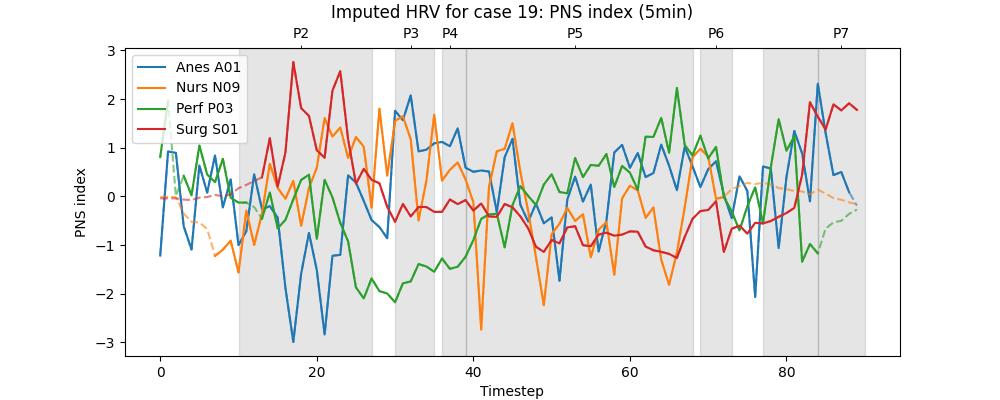 Imputed HRV for case 19: PNS index (5min)
P2 P3 P4 P5 P6 P7
Anes A01
Nurs N09
Perf P03
Surg S01
PNS index
3
2
1
0
−1
−2
−3
0 20 40 60 80
Timestep